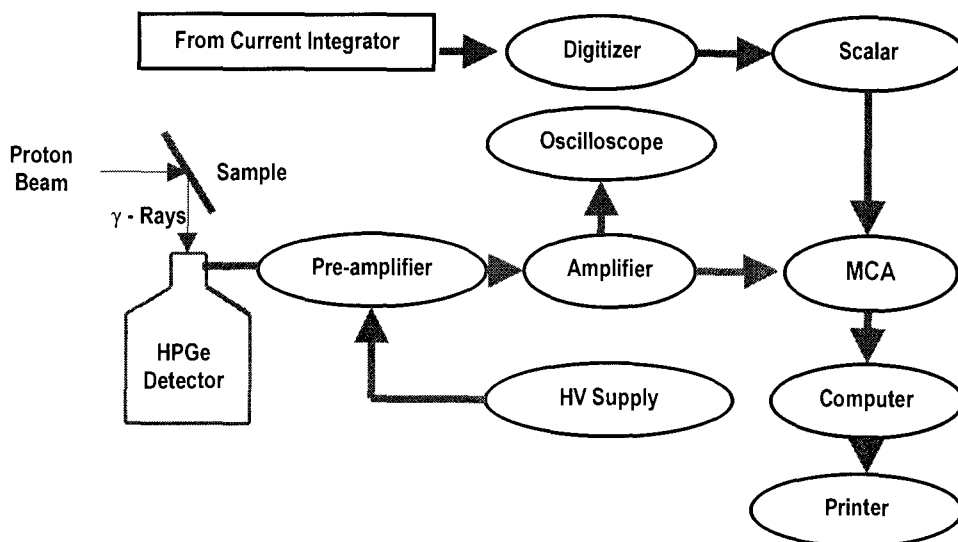 From Current Integrator
Digitizer
Scalar
Oscilloscope
Proton
Beam
Sample
γ - Rays
Pre-amplifier
Amplifier
MCA
HPGe
Detector
HV Supply
Computer
Printer